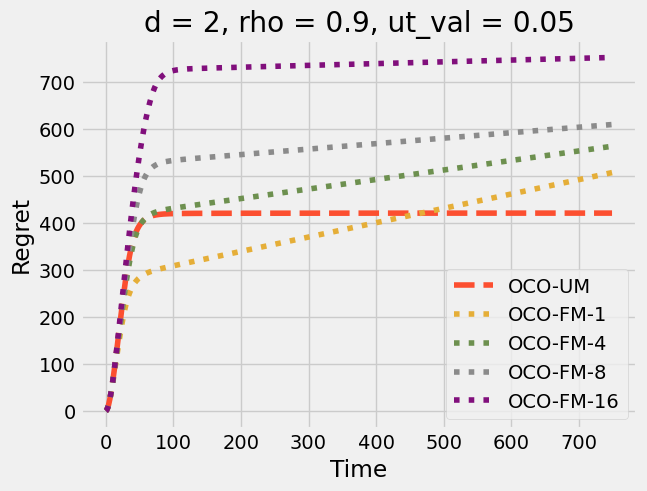 d = 2, rho = 0.9, ut_val = 0.05
Regret
700
600
500
400
300
200
100
0
0 100 200 300 400 500 600 700
Time
OCO-UM
OCO-FM-1
OCO-FM-4
OCO-FM-8
OCO-FM-16